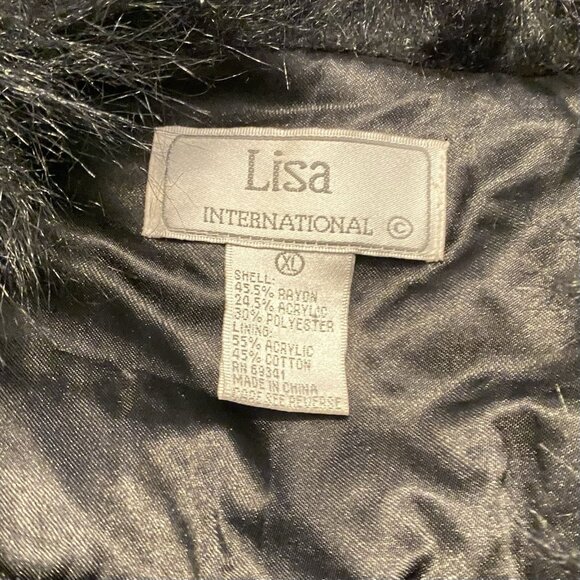 Lisa
INTERNATIONAL ©
XL
SHELL:
45.5% RAYON
24.5% ACRYLIC
30% POLYESTER
LINING:
55% ACRYLIC
45% COTTON
RN 69341
MADE IN CHINA
CARE SEE REVERSE